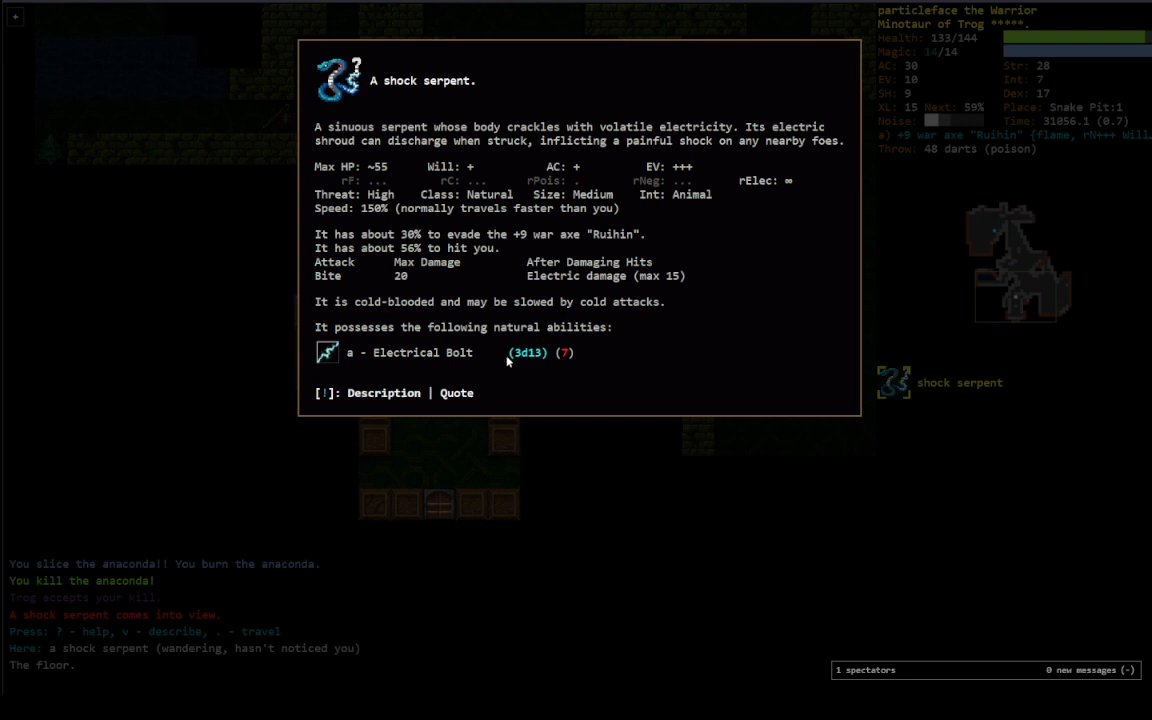 +
particleface the Warrior
Minotaur of Trog *****.
Health: 133/144
Magic: 14/14
AC: 30 Str: 28
EV: 10 Int: 7
SH: 9 Dex: 17
XL: 15 Next: 59% Place: Snake Pit:1
Noise: Time: 31056.1 (0.7)
a) +9 war axe "Ruihin" {flame, rN+++ Will…
Throw: 48 darts (poison)
?
A shock serpent.
A sinuous serpent whose body crackles with volatile electricity. Its electric
shroud can discharge when struck, inflicting a painful shock on any nearby foes.
Max HP: ~55 Will: + AC: + EV: +++
rF: ... rC: ... rPois: . rNeg: ... rElec: ∞
Threat: High Class: Natural Size: Medium Int: Animal
Speed: 150% (normally travels faster than you)
It has about 30% to evade the +9 war axe "Ruihin".
It has about 56% to hit you.
Attack Max Damage After Damaging Hits
Bite 20 Electric damage (max 15)
It is cold-blooded and may be slowed by cold attacks.
It possesses the following natural abilities:
a - Electrical Bolt (3d13) (7)
[!]: Description | Quote
shock serpent
You slice the anaconda!! You burn the anaconda.
You kill the anaconda!
Trog accepts your kill.
A shock serpent comes into view.
Press: ? - help, v - describe, . - travel
Here: a shock serpent (wandering, hasn't noticed you)
The floor.
1 spectators 0 new messages (-)